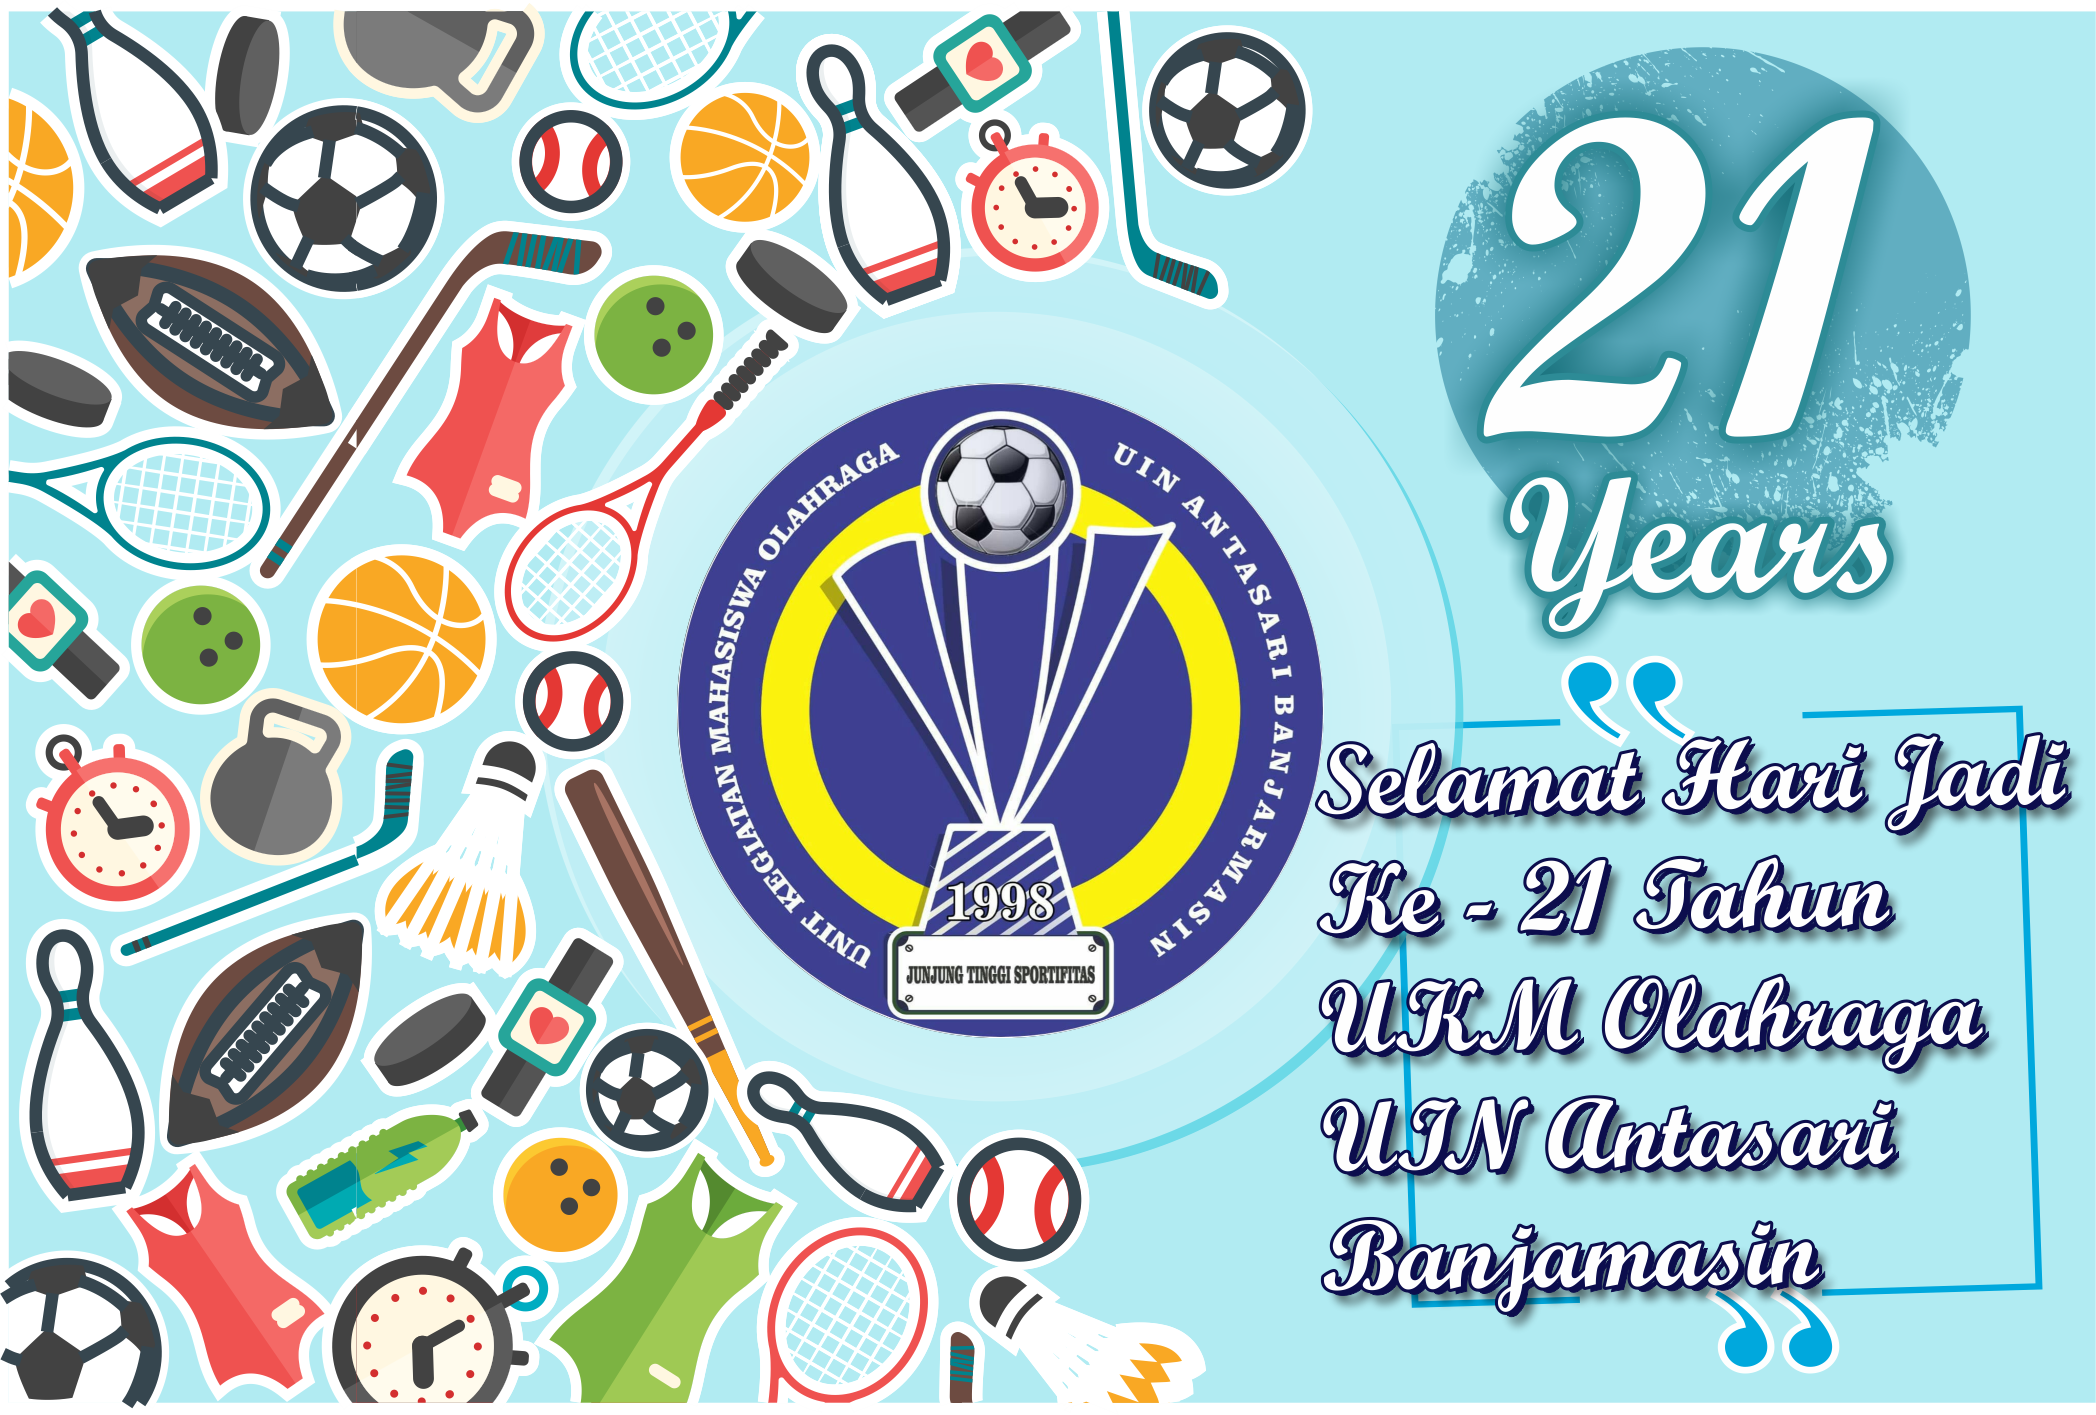 21
Years
UNIT KEGIATAN MAHASISWA OLAHRAGA
UIN ANTASARI BANJARMASIN
1998
JUNJUNG TINGGI SPORTIFITAS
Selamat Hari Jadi
Ke - 21 Tahun
UKM Olahraga
UIN Antasari
Banjamasin